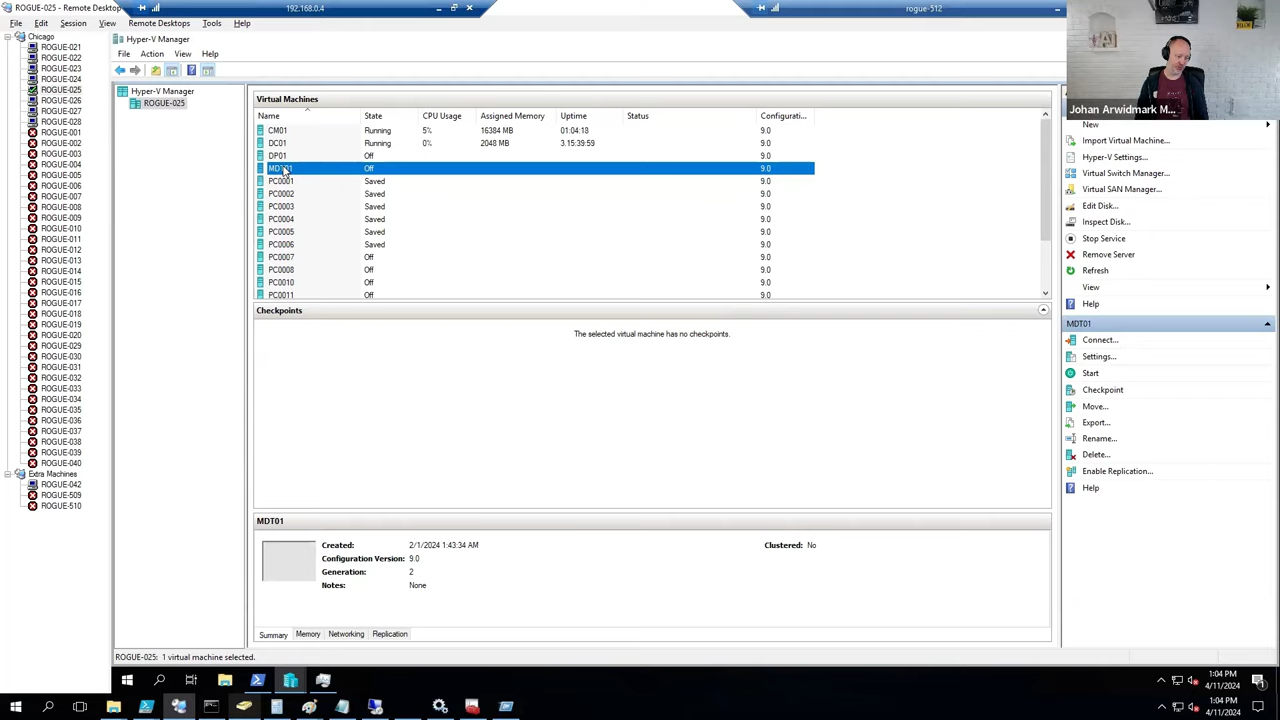 ROGUE-025 - Remote Desktop
192.168.0.4
rogue-512
File Edit Session View Remote Desktops Tools Help
Chicago
ROGUE-021
ROGUE-022
ROGUE-023
ROGUE-024
ROGUE-025
ROGUE-026
ROGUE-027
ROGUE-028
ROGUE-001
ROGUE-002
ROGUE-003
ROGUE-004
ROGUE-005
ROGUE-006
ROGUE-007
ROGUE-008
ROGUE-009
ROGUE-010
ROGUE-011
ROGUE-012
ROGUE-013
ROGUE-014
ROGUE-015
ROGUE-016
ROGUE-017
ROGUE-018
ROGUE-019
ROGUE-020
ROGUE-029
ROGUE-030
ROGUE-031
ROGUE-032
ROGUE-033
ROGUE-034
ROGUE-035
ROGUE-036
ROGUE-037
ROGUE-038
ROGUE-039
ROGUE-040
Extra Machines
ROGUE-042
ROGUE-509
ROGUE-510
Hyper-V Manager
File Action View Help
Hyper-V Manager
ROGUE-025
Virtual Machines
Name State CPU Usage Assigned Memory Uptime Status Configurati...
CM01 Running 5% 16384 MB 01:04:18 9.0
DC01 Running 0% 2048 MB 3.15:39:59 9.0
DP01 Off 9.0
MDT01 Off 9.0
PC0001 Saved 9.0
PC0002 Saved 9.0
PC0003 Saved 9.0
PC0004 Saved 9.0
PC0005 Saved 9.0
PC0006 Saved 9.0
PC0007 Off 9.0
PC0008 Off 9.0
PC0010 Off 9.0
PC0011 Off 9.0
Checkpoints
The selected virtual machine has no checkpoints.
MDT01
Created: 2/1/2024 1:43:34 AM Clustered: No
Configuration Version: 9.0
Generation: 2
Notes: None
Summary Memory Networking Replication
Johan Arwidmark M...
New
Import Virtual Machine...
Hyper-V Settings...
Virtual Switch Manager...
Virtual SAN Manager...
Edit Disk...
Inspect Disk...
Stop Service
Remove Server
Refresh
View
Help
MDT01
Connect...
Settings...
Start
Checkpoint
Move...
Export...
Rename...
Delete...
Enable Replication...
Help
ROGUE-025: 1 virtual machine selected.
1:04 PM
4/11/2024
1:04 PM
4/11/2024